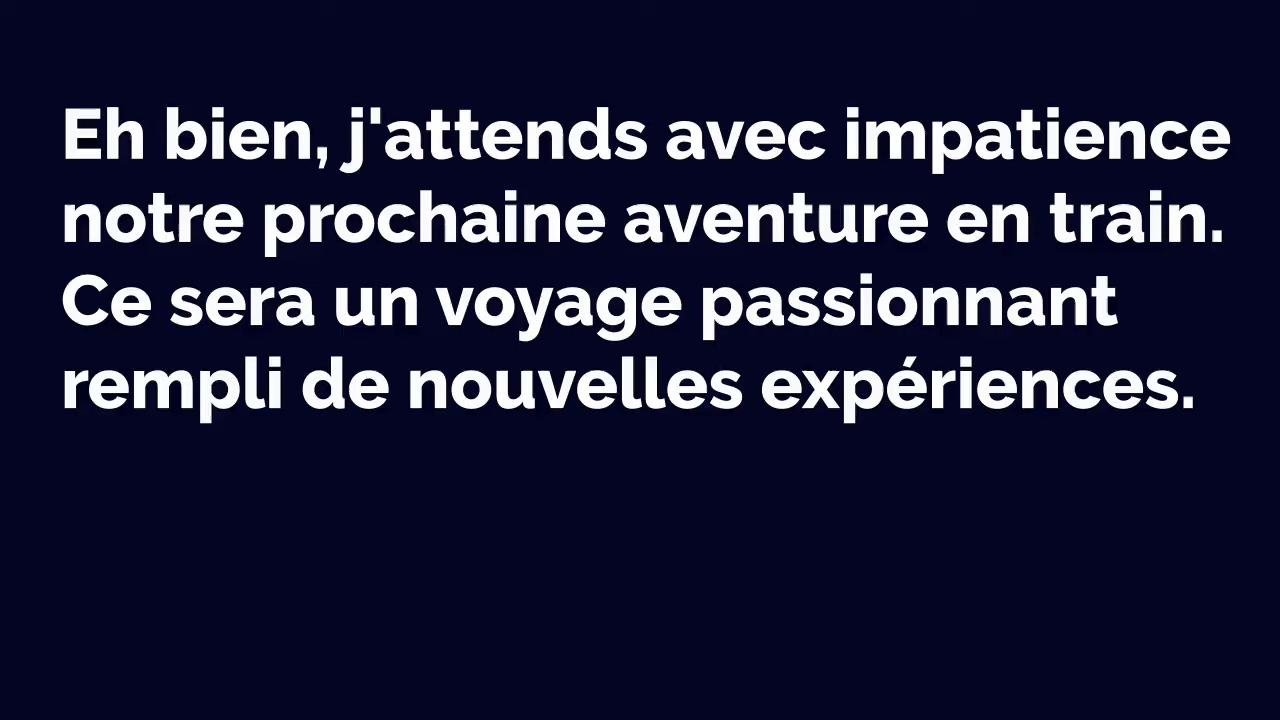 Eh bien, j'attends avec impatience
notre prochaine aventure en train.
Ce sera un voyage passionnant
rempli de nouvelles expériences.